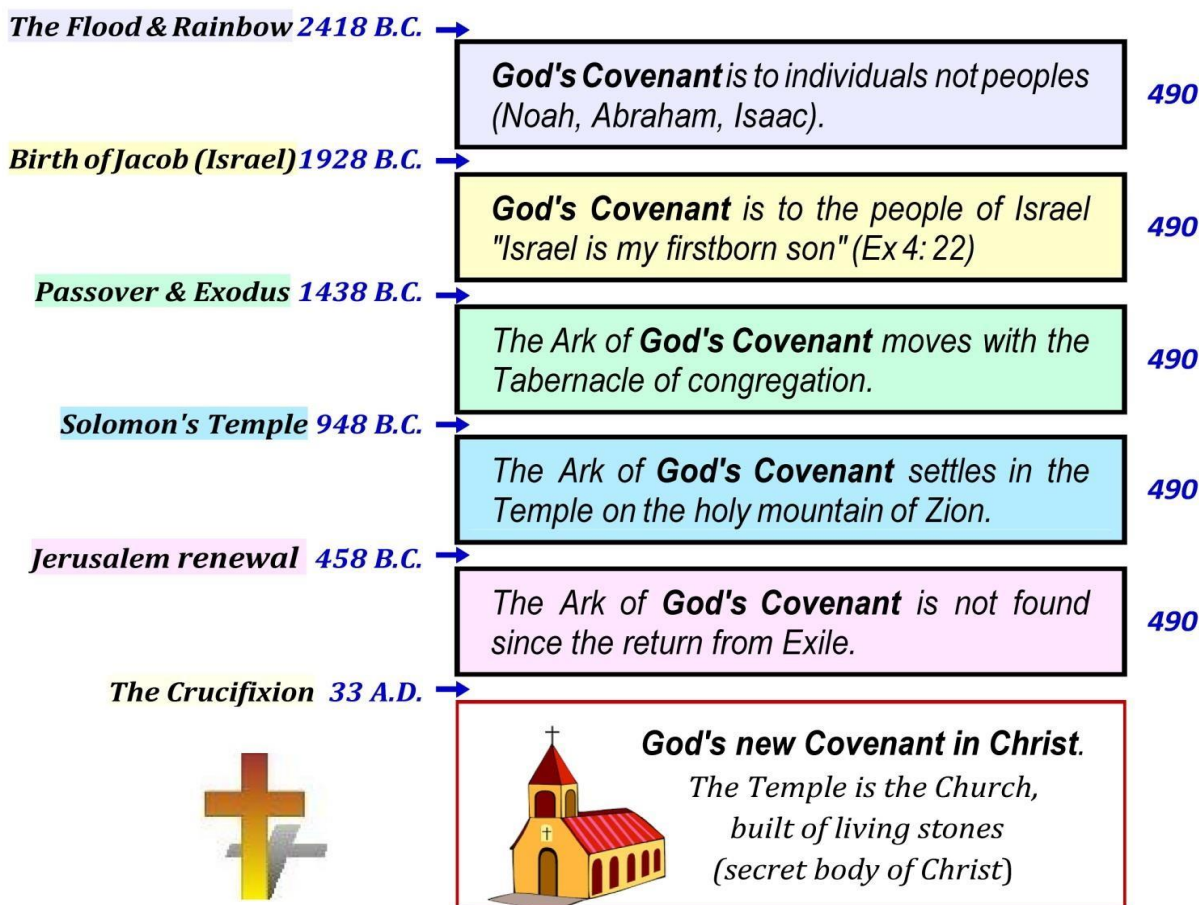 The Flood & Rainbow 2418 B.C.
God's Covenant is to individuals not peoples
(Noah, Abraham, Isaac).
490
Birth of Jacob (Israel) 1928 B.C.
God's Covenant is to the people of Israel
"Israel is my firstborn son" (Ex 4: 22)
490
Passover & Exodus 1438 B.C.
The Ark of God's Covenant moves with the
Tabernacle of congregation.
490
Solomon's Temple 948 B.C.
The Ark of God's Covenant settles in the
Temple on the holy mountain of Zion.
490
Jerusalem renewal 458 B.C.
The Ark of God's Covenant is not found
since the return from Exile.
490
The Crucifixion 33 A.D.
God's new Covenant in Christ.
The Temple is the Church,
built of living stones
(secret body of Christ)